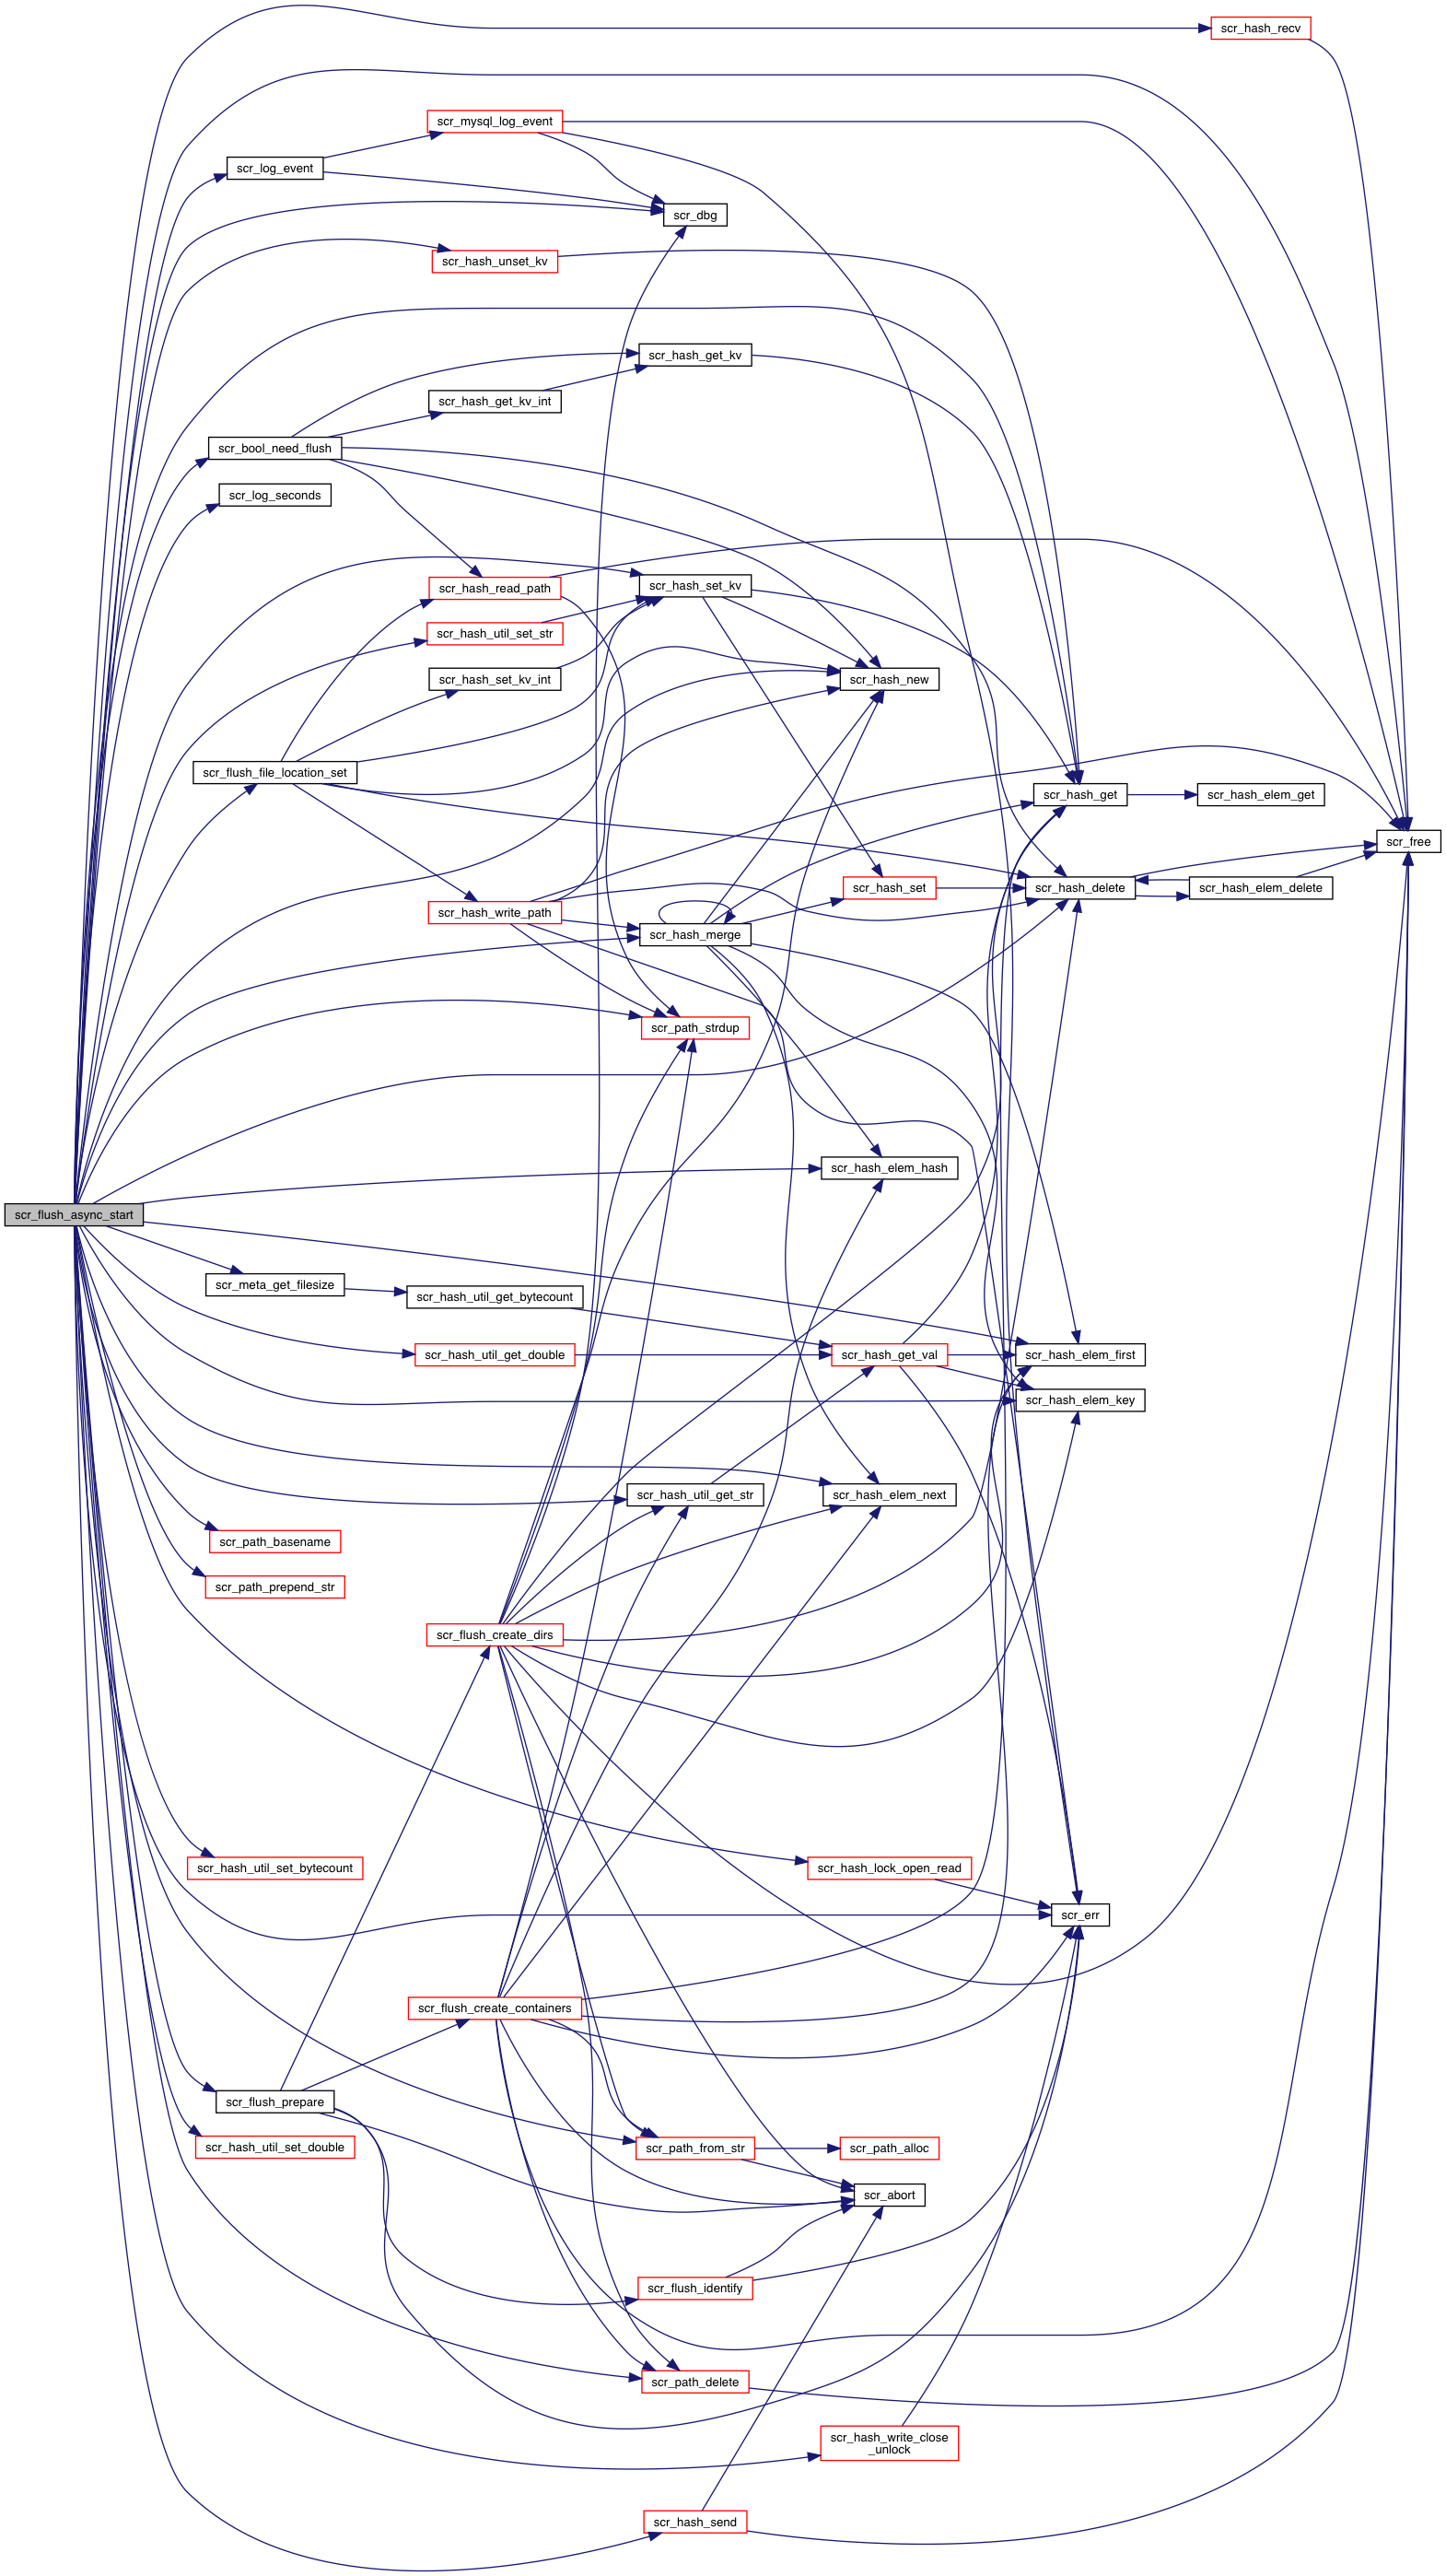 scr_hash_recv
scr_mysql_log_event
scr_log_event
scr_dbg
scr_hash_unset_kv
scr_hash_get_kv
scr_hash_get_kv_int
scr_bool_need_flush
scr_log_seconds
scr_hash_read_path
scr_hash_set_kv
scr_hash_util_set_str
scr_hash_set_kv_int
scr_hash_new
scr_flush_file_location_set
scr_hash_get
scr_hash_elem_get
scr_free
scr_hash_set
scr_hash_delete
scr_hash_elem_delete
scr_hash_write_path
scr_hash_merge
scr_path_strdup
scr_hash_elem_hash
scr_flush_async_start
scr_meta_get_filesize
scr_hash_util_get_bytecount
scr_hash_util_get_double
scr_hash_get_val
scr_hash_elem_first
scr_hash_elem_key
scr_hash_util_get_str
scr_hash_elem_next
scr_path_basename
scr_path_prepend_str
scr_flush_create_dirs
scr_hash_util_set_bytecount
scr_hash_lock_open_read
scr_err
scr_flush_create_containers
scr_flush_prepare
scr_hash_util_set_double
scr_path_from_str
scr_path_alloc
scr_abort
scr_flush_identify
scr_path_delete
scr_hash_write_close
_unlock
scr_hash_send